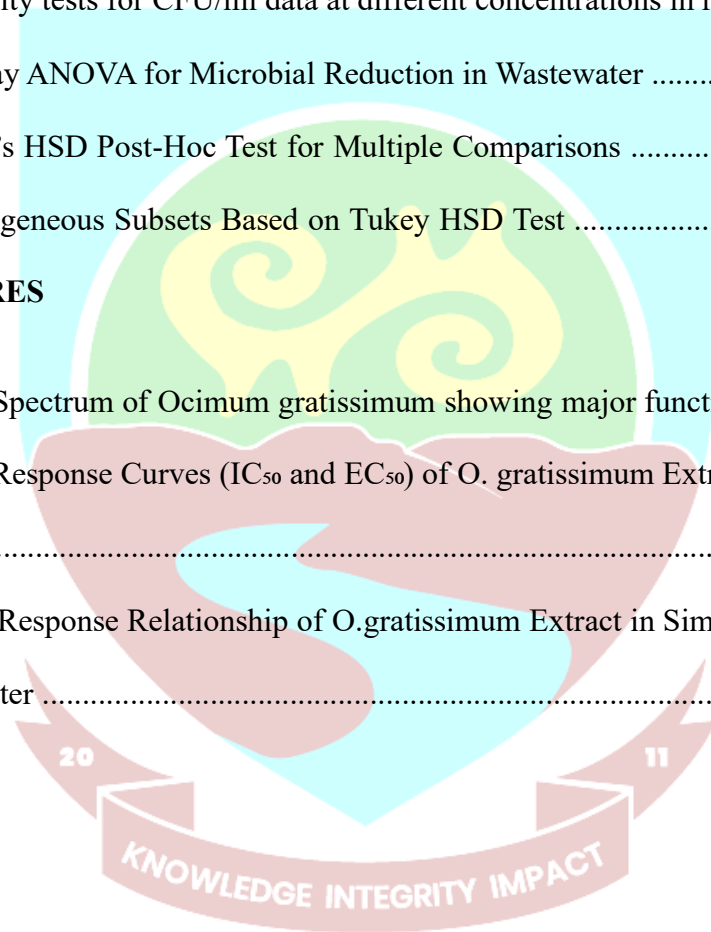 ity tests for CFU/ml data at different concentrations in
ay ANOVA for Microbial Reduction in Wastewater ..........
's HSD Post-Hoc Test for Multiple Comparisons ..........
geneous Subsets Based on Tukey HSD Test .................
RES
Spectrum of Ocimum gratissimum showing major funct
Response Curves (IC₅₀ and EC₅₀) of O. gratissimum Extr
..........................................................................................
Response Relationship of O.gratissimum Extract in Sim
ter ....................................................................................
20 11
KNOWLEDGE INTEGRITY IMPACT